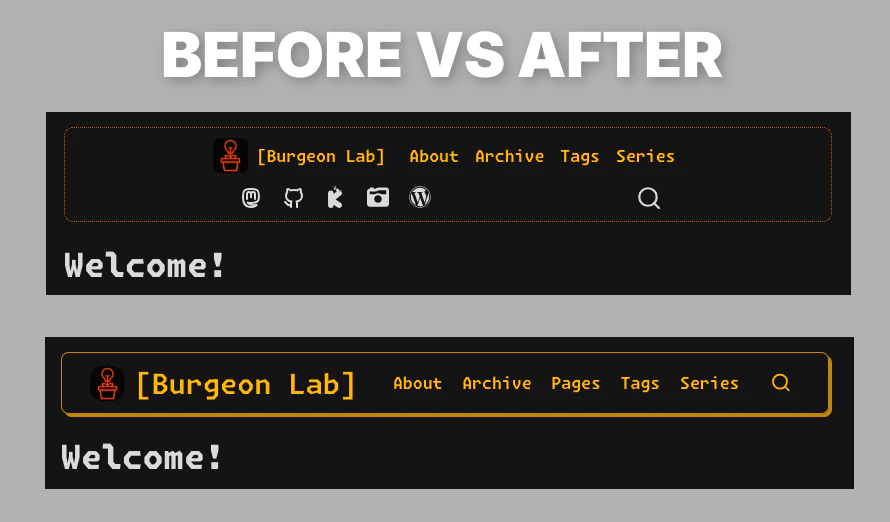 BEFORE VS AFTER
[Burgeon Lab] About Archive Tags Series
Welcome!
[Burgeon Lab] About Archive Pages Tags Series
Welcome!